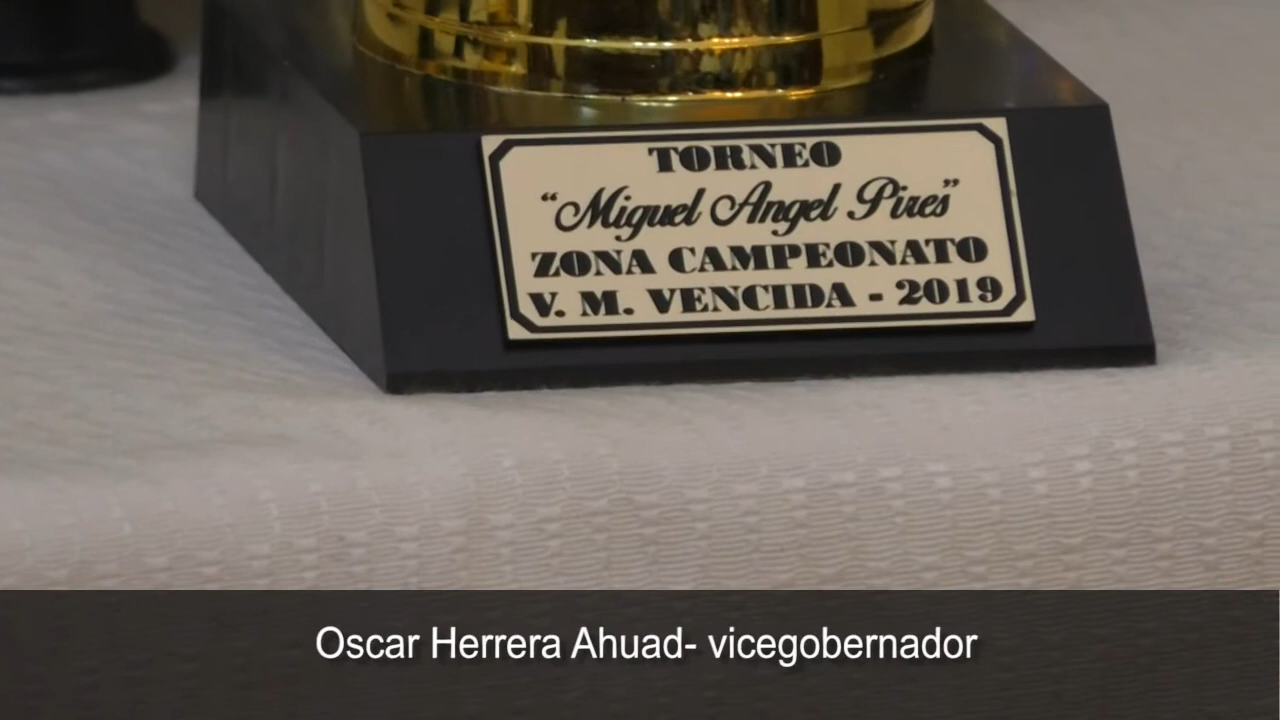 TORNEO
“Miguel Angel Pires”
ZONA CAMPEONATO
V. M. VENCIDA - 2019
Oscar Herrera Ahuad- vicegobernador